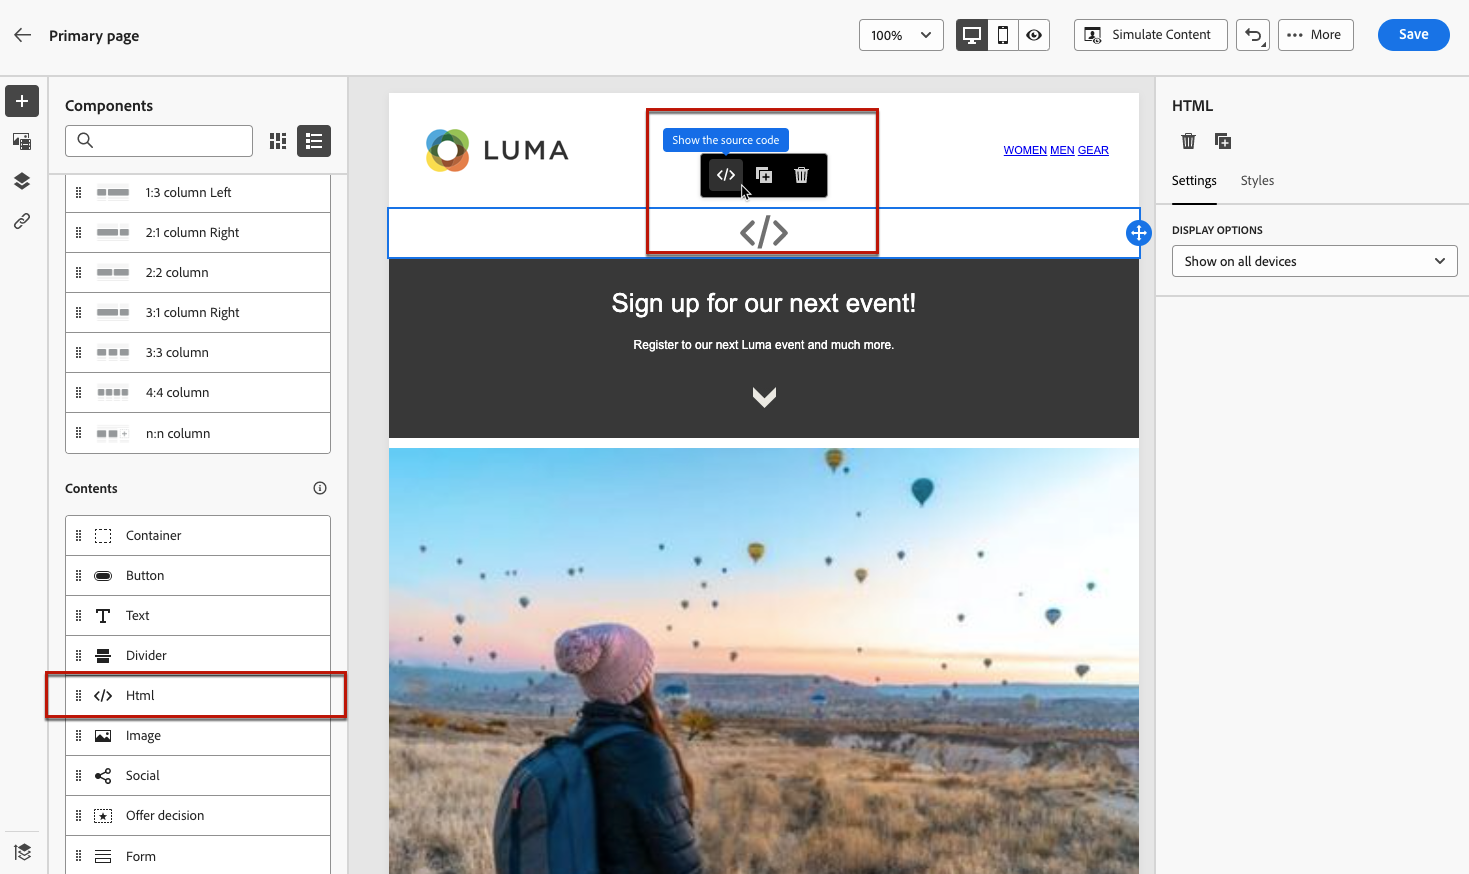 Primary page
100%
Simulate Content
More
Save
Components
1:3 column Left
2:1 column Right
2:2 column
3:1 column Right
3:3 column
4:4 column
n:n column
Contents
Container
Button
Text
Divider
Html
Image
Social
Offer decision
Form
LUMA
Show the source code
WOMEN MEN GEAR
Sign up for our next event!
Register to our next Luma event and much more.
HTML
Settings Styles
DISPLAY OPTIONS
Show on all devices